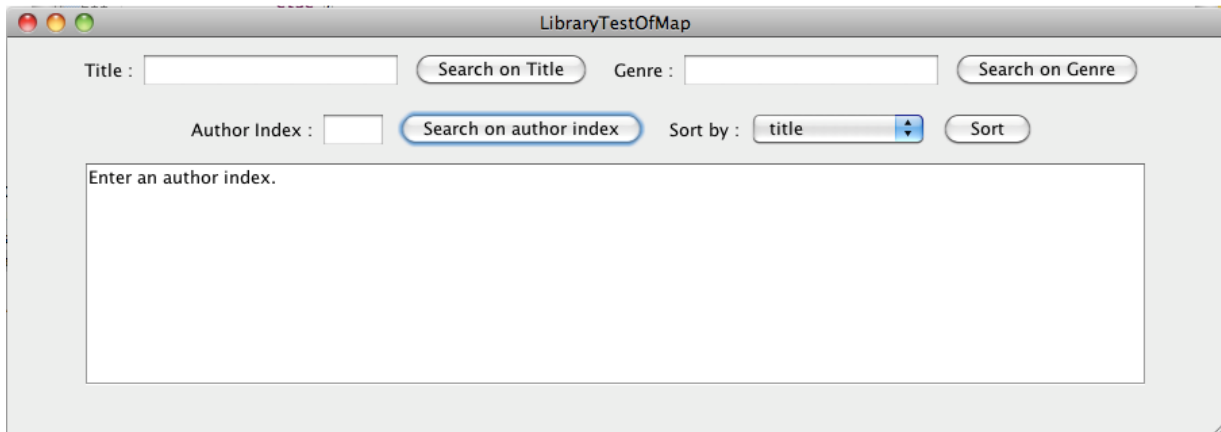 LibraryTestOfMap
Title : Search on Title Genre : Search on Genre
Author Index : Search on author index Sort by : title Sort
Enter an author index.